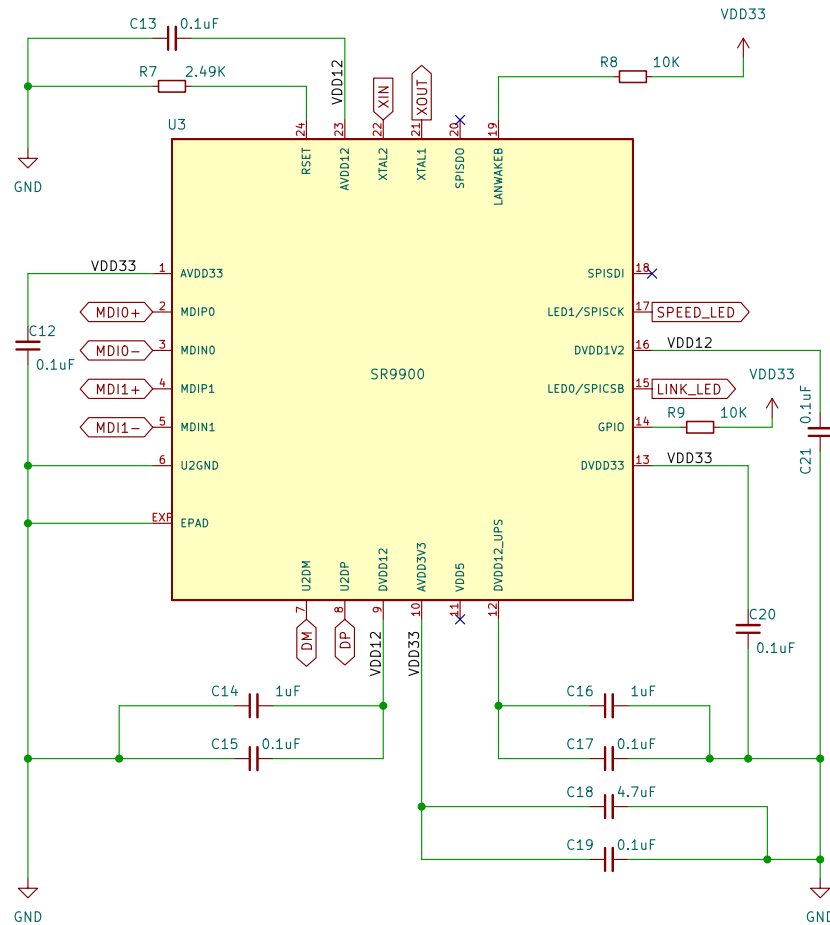 C13 0.1uF
VDD33
R7 2.49K
VDD12
XIN
XOUT
R8 10K
U3
24
23
22
21
20
19
RSET
AVDD12
XTAL2
XTAL1
SPISDO
LANWAKEB
GND
VDD33 1 AVDD33
SPISDI 18
MDI0+ 2 MDIP0
LED1/SPISCK 17 SPEED_LED
C12
0.1uF
MDI0- 3 MDIN0
DVDD1V2 16 VDD12
SR9900
MDI1+ 4 MDIP1
LED0/SPICSB 15 LINK_LED
VDD33
0.1uF
C21
MDI1- 5 MDIN1
GPIO 14 R9 10K
6 U2GND
DVDD33 13 VDD33
EXP EPAD
U2DM
U2DP
DVDD12
AVDD3V3
VDD5
DVDD12_UPS
7
8
9
10
11
12
DM
DP
VDD12
VDD33
C20
0.1uF
C14 1uF
C16 1uF
C15 0.1uF
C17 0.1uF
C18 4.7uF
C19 0.1uF
GND
GND